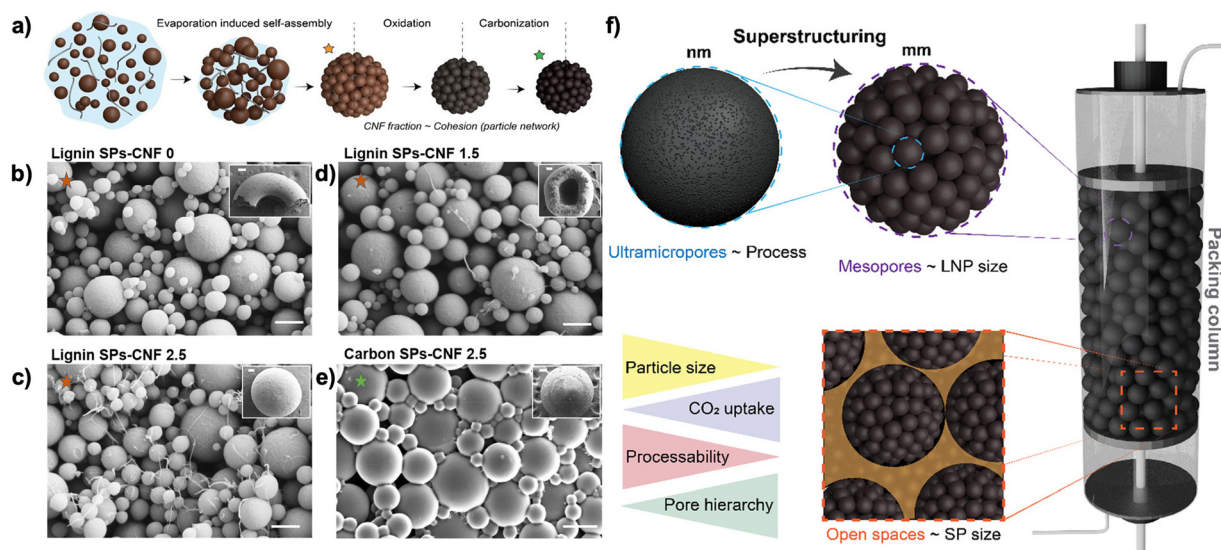 a)
Evaporation induced self-assembly
Oxidation
Carbonization
CNF fraction ~ Cohesion (particle network)
b)
Lignin SPs-CNF 0
d)
Lignin SPs-CNF 1.5
c)
Lignin SPs-CNF 2.5
e)
Carbon SPs-CNF 2.5
f)
Superstructuring
nm
mm
Ultramicropores ~ Process
Mesopores ~ LNP size
Particle size
CO₂ uptake
Processability
Pore hierarchy
Open spaces ~ SP size
Packing column